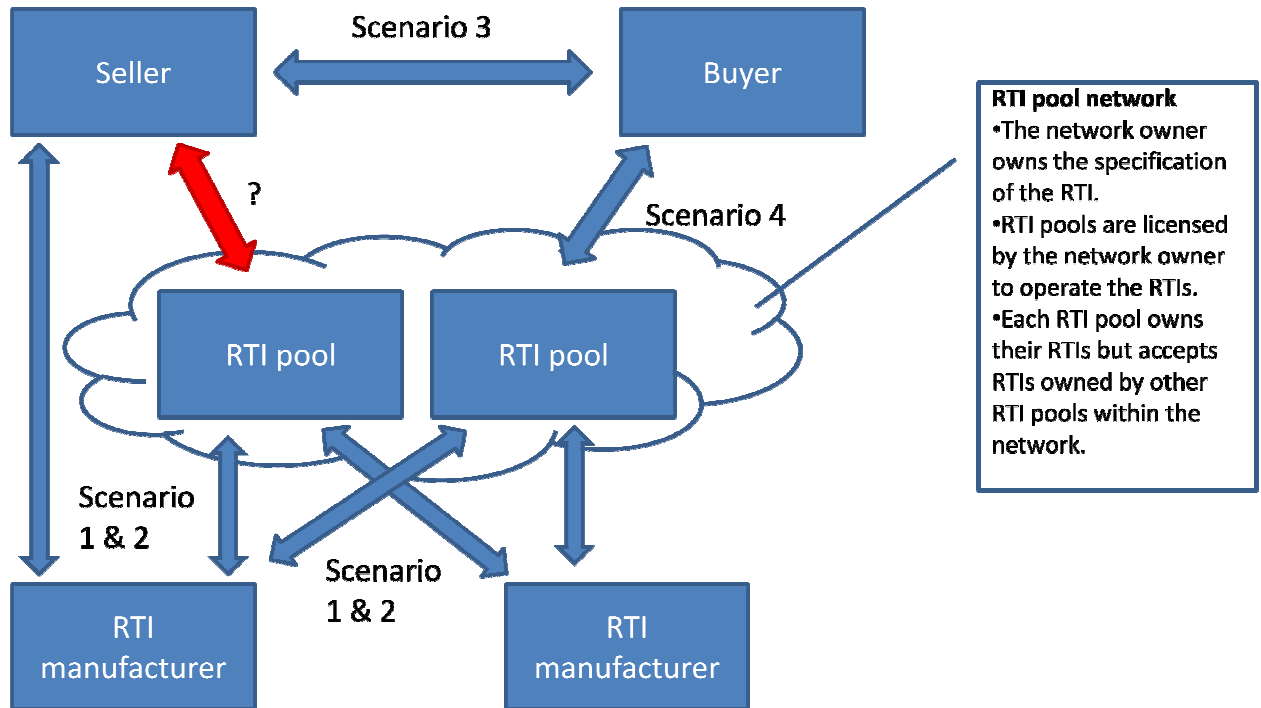 Scenario 3
Seller
Buyer
?
Scenario 4
RTI pool network
•The network owner
owns the specification
of the RTI.
•RTI pools are licensed
by the network owner
to operate the RTIs.
•Each RTI pool owns
their RTIs but accepts
RTIs owned by other
RTI pools within the
network.
RTI pool
RTI pool
Scenario
1 & 2
Scenario
1 & 2
RTI
manufacturer
RTI
manufacturer